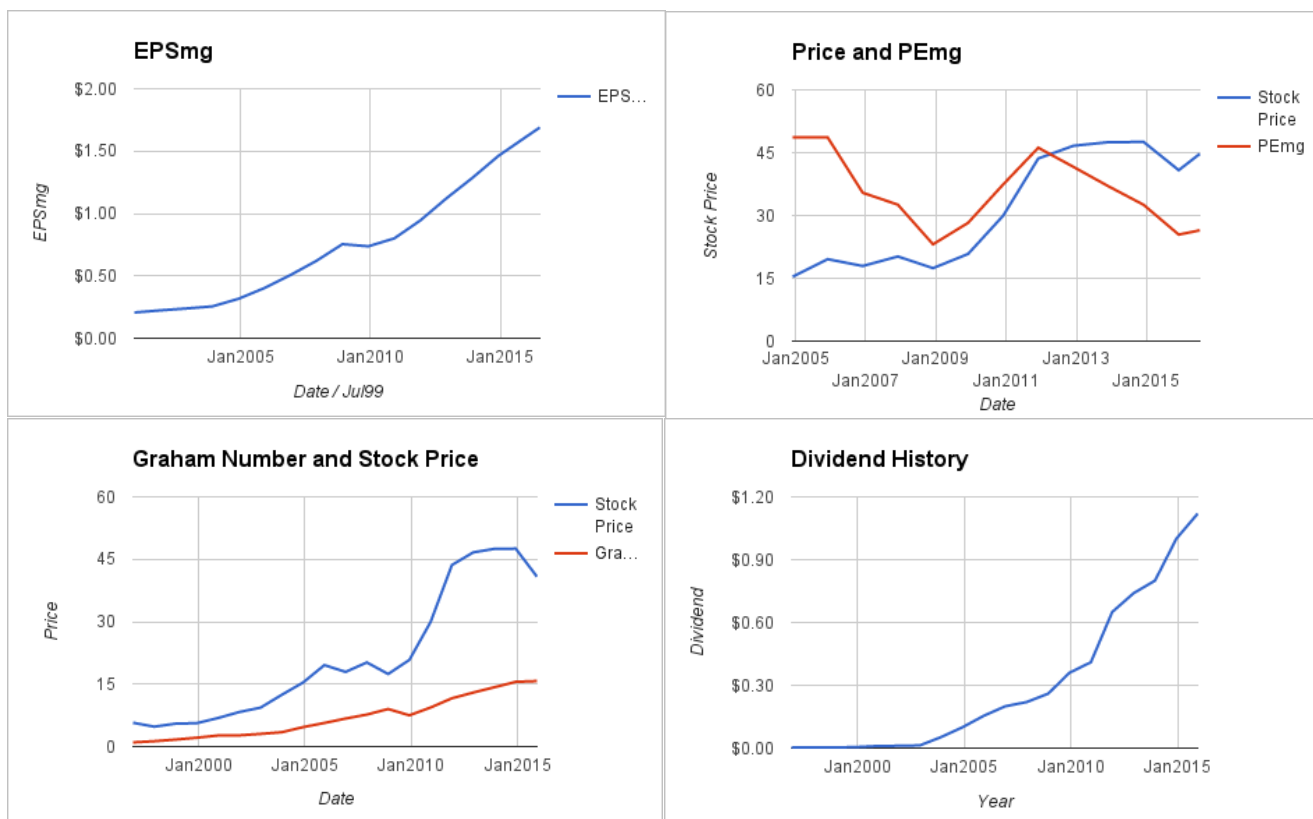 EPSmg
$2.00
$1.50
$1.00
$0.50
$0.00
EPSmg
Jan2005 Jan2010 Jan2015
Date / Jul99
EPS...
Price and PEmg
60
45
30
15
0
Stock Price
Jan2005 Jan2009 Jan2013
Jan2007 Jan2011 Jan2015
Date
Stock
Price
PEmg
Graham Number and Stock Price
60
45
30
15
0
Price
Jan2000 Jan2005 Jan2010 Jan2015
Date
Stock
Price
Gra...
Dividend History
$1.20
$0.90
$0.60
$0.30
$0.00
Dividend
Jan2000 Jan2005 Jan2010 Jan2015
Year